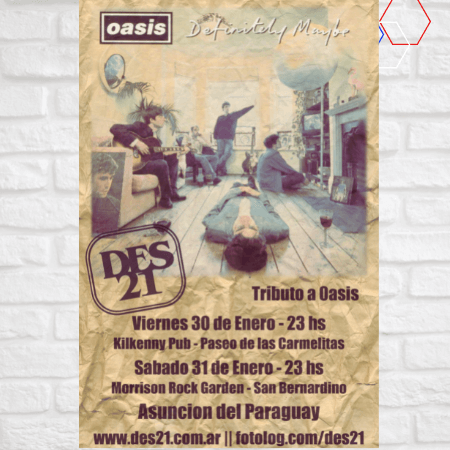 oasis
Definitely Maybe
DES
21
Tributo a Oasis
Viernes 30 de Enero - 23 hs
Kilkenny Pub - Paseo de las Carmelitas
Sabado 31 de Enero - 23 hs
Morrison Rock Garden - San Bernardino
Asuncion del Paraguay
www.des21.com.ar || fotolog.com/des21